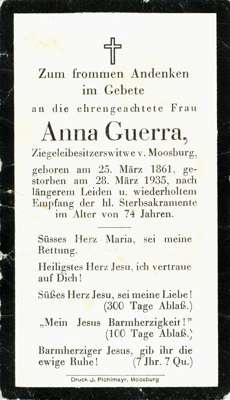 Zum frommen Andenken
im Gebete
an die ehrengeachtete Frau
Anna Guerra,
Ziegeleibesitzerswitwe v. Moosburg,
geboren am 25. März 1861, ge-
storben am 28. März 1935, nach
längerem Leiden u. wiederholtem
Empfang der hl. Sterbsakramente
im Alter von 74 Jahren.
Süsses Herz Maria, sei meine
Rettung.
Heiligstes Herz Jesu, ich vertraue
auf Dich!
Süßes Herz Jesu, sei meine Liebe!
(300 Tage Ablaß.)
„Mein Jesus Barmherzigkeit!"
(100 Tage Ablaß.)
Barmherziger Jesus, gib ihr die
ewige Ruhe! (7 Jhr. 7 Qu.)
Druck J. Pichlmayr, Moosburg